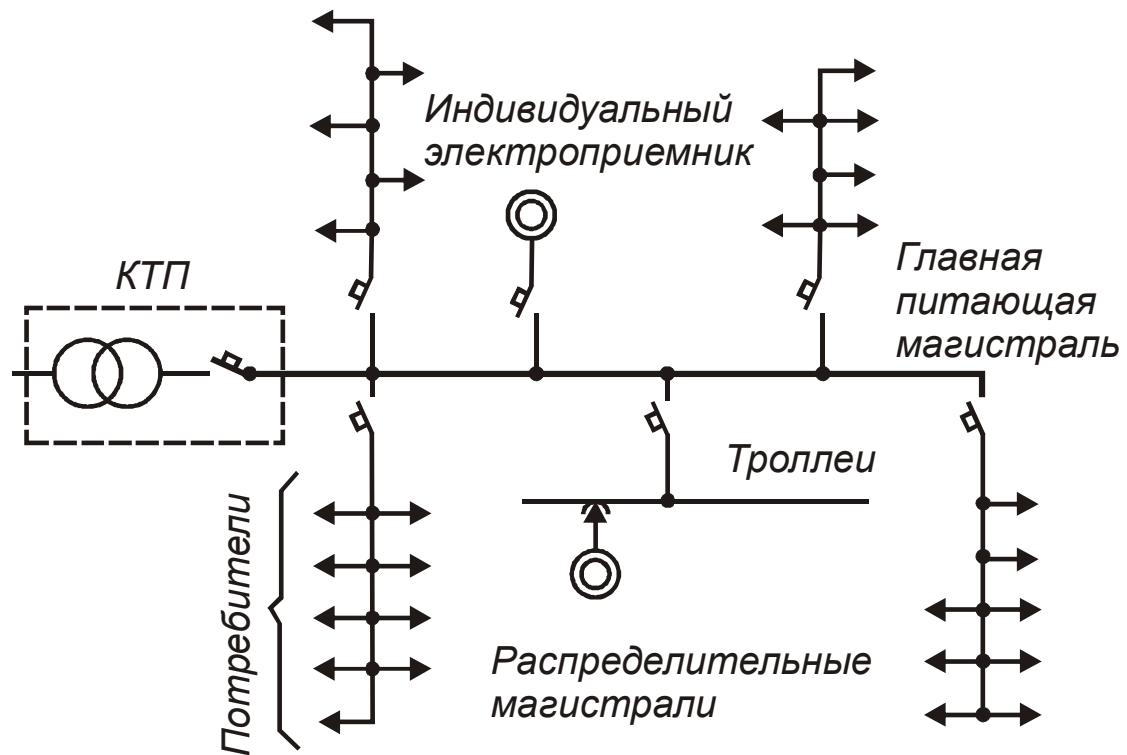 Индивидуальный
электроприемник
КТП
Главная
питающая
магистраль
Троллеи
Потребители
Распределительные
магистрали